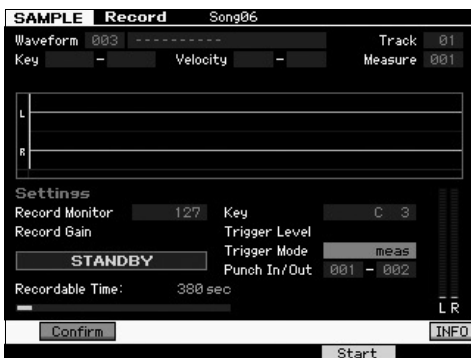 SAMPLE Record Song06
Waveform 003 ---------- Track 01
Key - Velocity - Measure 001
L
R
Settings
Record Monitor 127 Key C 3
Record Gain Trigger Level
Trigger Mode meas
STANDBY
Punch In/Out 001 - 002
Recordable Time: 380 sec
L R
Confirm INFO
Start